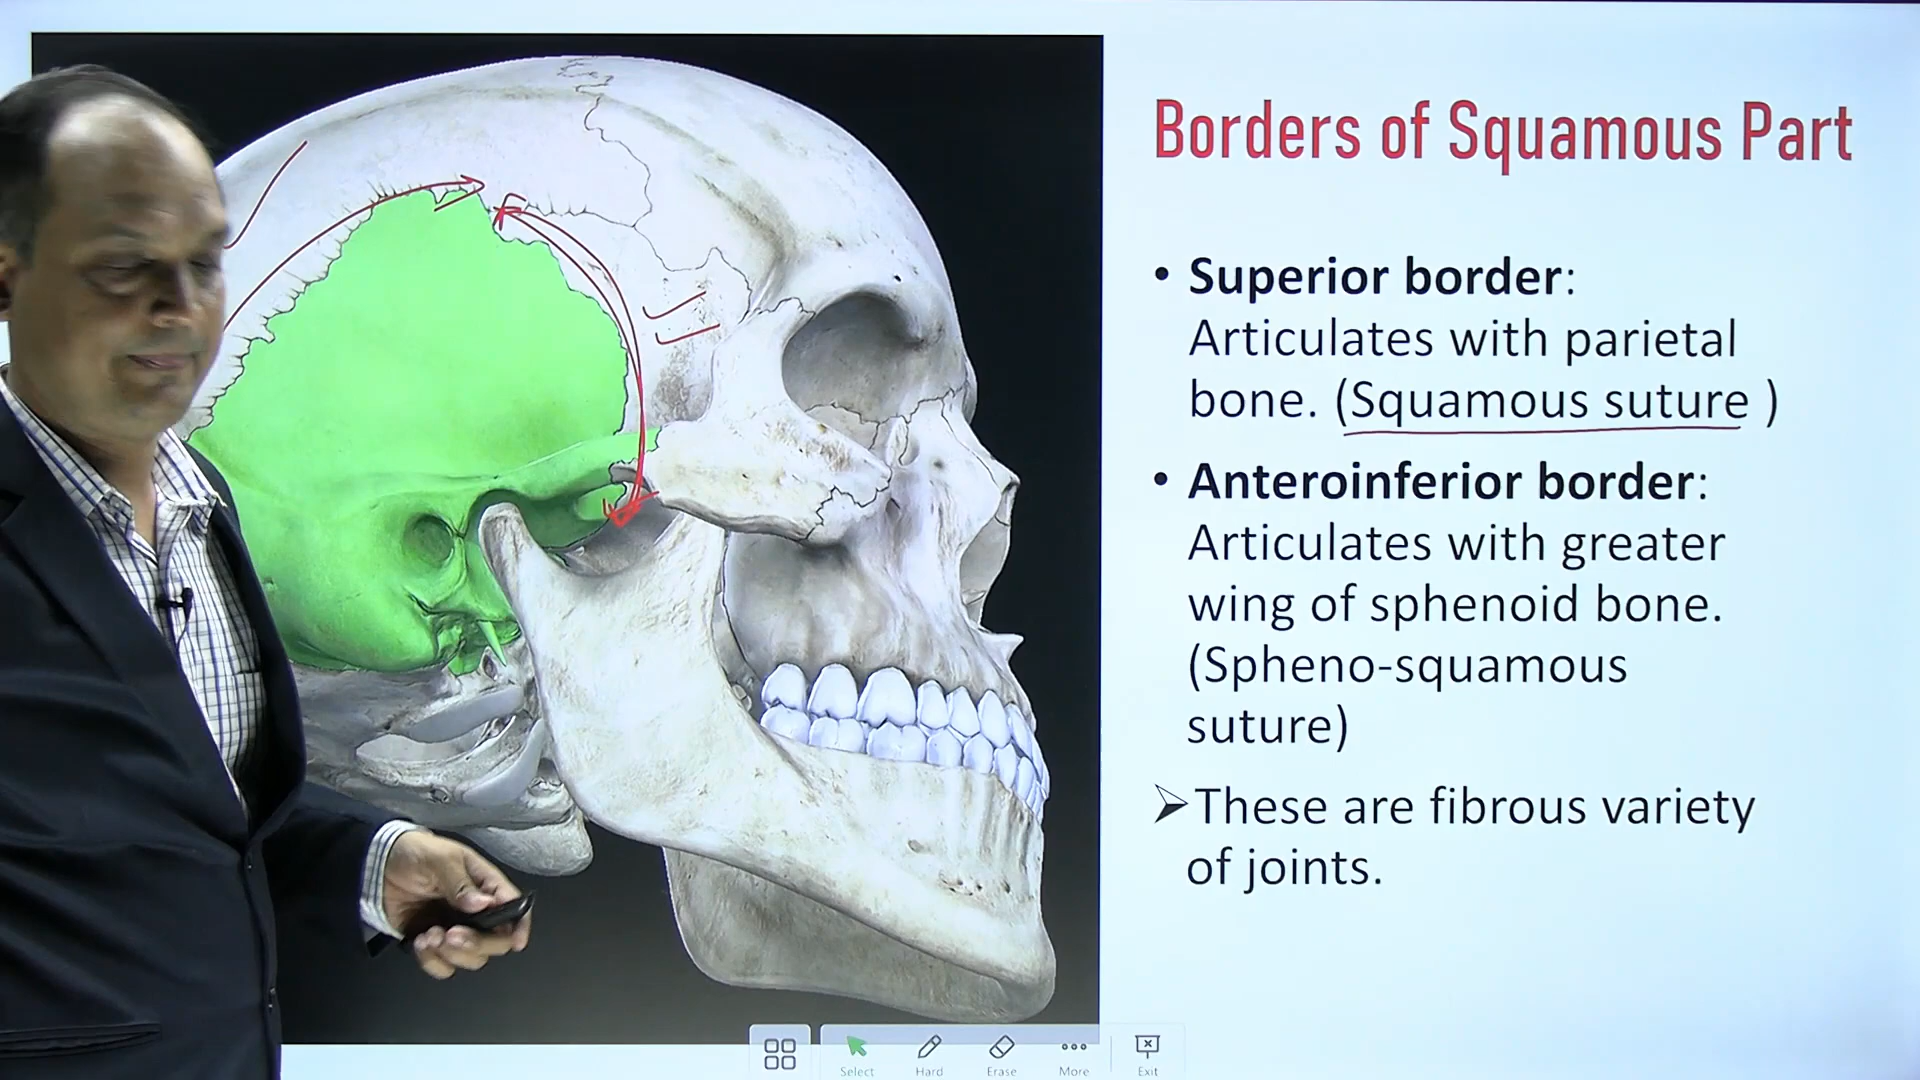 Borders of Squamous Part
• Superior border:
Articulates with parietal
bone. (Squamous suture )
• Anteroinferior border:
Articulates with greater
wing of sphenoid bone.
(Spheno-squamous
suture)
➢These are fibrous variety
of joints.
Select Hard Erase More Exit